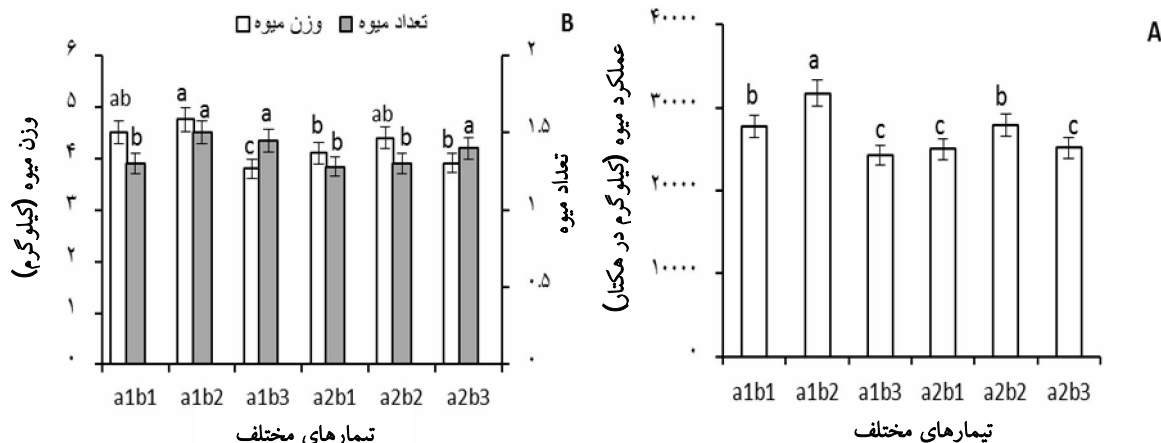 A
عملکرد میوه (کیلوگرم در هکتار)
۴۰۰۰۰
۳۰۰۰۰
۲۰۰۰۰
۱۰۰۰۰
۰
b a c c b c
a1b1 a1b2 a1b3 a2b1 a2b2 a2b3
تیمارهای مختلف
B
وزن میوه تعداد میوه
وزن میوه (کیلوگرم)
۶
۵
۴
۳
۲
۱
۰
ab b a a c a b b ab b b a
۲
۱.۵
۱
۰.۵
۰
تعداد میوه
a1b1 a1b2 a1b3 a2b1 a2b2 a2b3
تیمارهای مختلف